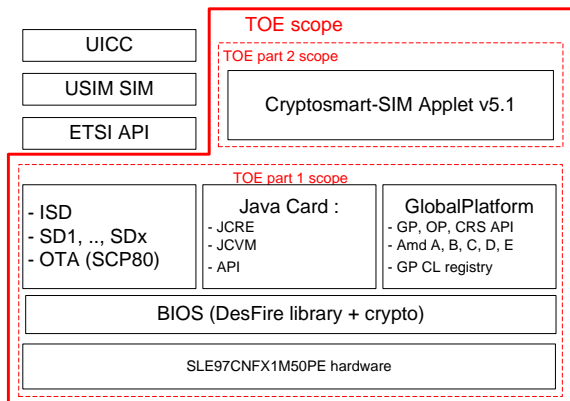 TOE scope
UICC
TOE part 2 scope
USIM SIM
Cryptosmart-SIM Applet v5.1
ETSI API
TOE part 1 scope
- ISD
- SD1, .., SDx
- OTA (SCP80)
Java Card :
- JCRE
- JCVM
- API
GlobalPlatform
- GP, OP, CRS API
- Amd A, B, C, D, E
- GP CL registry
BIOS (DesFire library + crypto)
SLE97CNFX1M50PE hardware